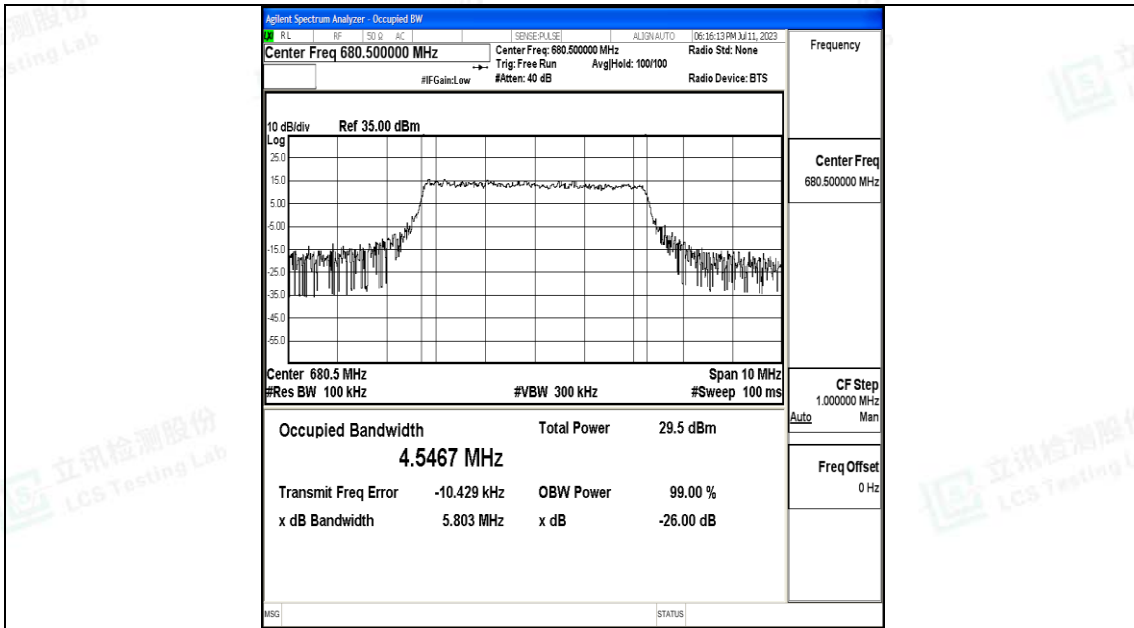 Agilent Spectrum Analyzer - Occupied BW
RL RF 50 Ω AC SENSE:PULSE ALIGN AUTO 06:16:13 PM Jul 11, 2023
Center Freq 680.500000 MHz
Center Freq: 680.500000 MHz Radio Std: None
Trig: Free Run Avg|Hold: 100/100
#IFGain:Low #Atten: 40 dB Radio Device: BTS
Frequency
10 dB/div Ref 35.00 dBm
Log
25.0
15.0
5.00
-5.00
-15.0
-25.0
-35.0
-45.0
-55.0
Center Freq
680.500000 MHz
Center 680.5 MHz Span 10 MHz
#Res BW 100 kHz #VBW 300 kHz #Sweep 100 ms
CF Step
1.000000 MHz
Auto Man
Occupied Bandwidth Total Power 29.5 dBm
4.5467 MHz
Transmit Freq Error -10.429 kHz OBW Power 99.00 %
x dB Bandwidth 5.803 MHz x dB -26.00 dB
Freq Offset
0 Hz
MSG STATUS
立讯检测股份
LCS Testing Lab
立讯检测股份
LCS Testing